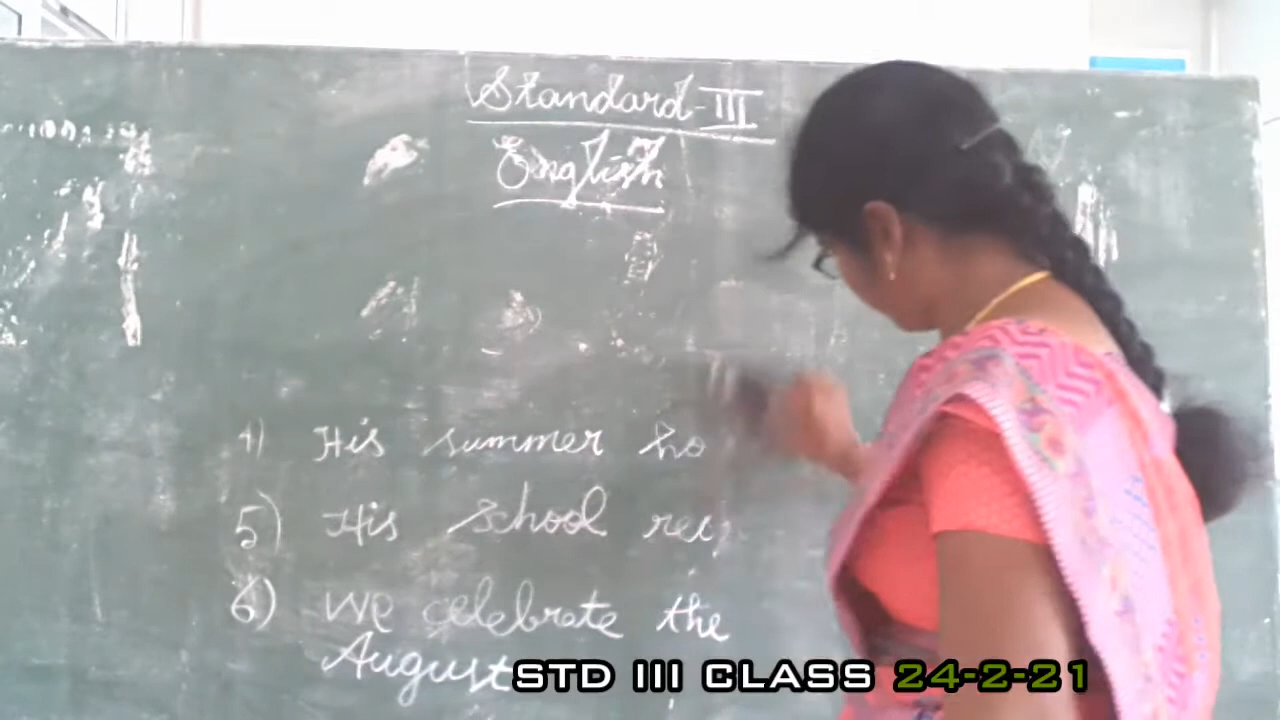 Standard-III
English
4) His summer ho
5) His school
6) We celebrate the
August
STD III CLASS 24-2-21